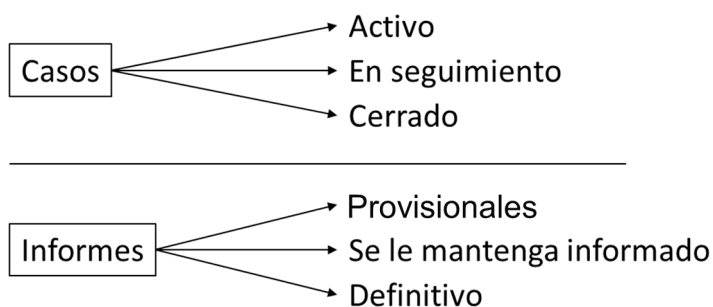 Casos
Activo
En seguimiento
Cerrado
Informes
Provisionales
Se le mantenga informado
Definitivo